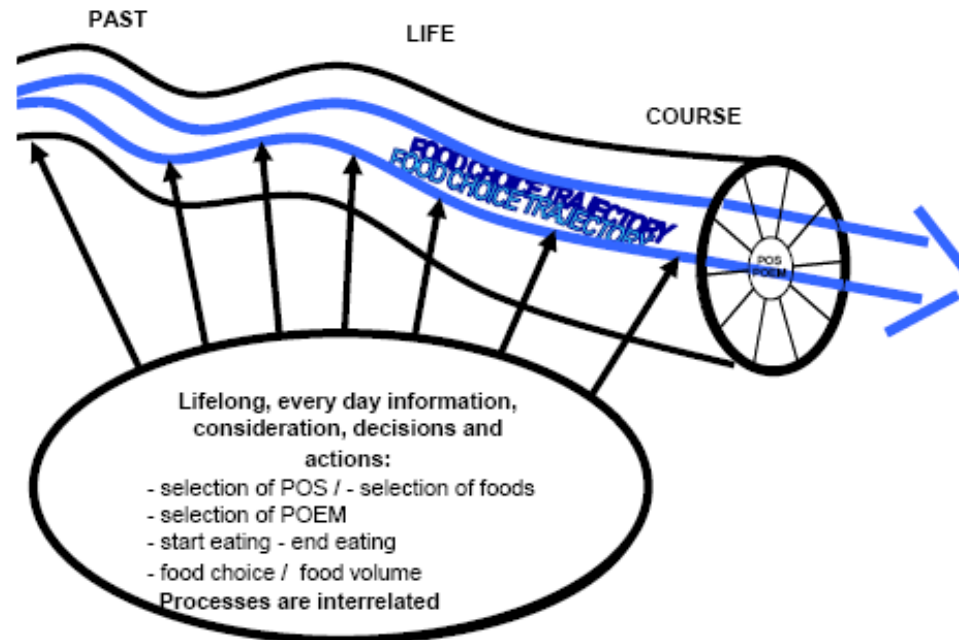 PAST
LIFE
COURSE
FOOD CHOICE TRAJECTORY
FOOD CHOICE TRAJECTORY
POS
POEM
Lifelong, every day information,
consideration, decisions and
actions:
- selection of POS / - selection of foods
- selection of POEM
- start eating - end eating
- food choice / food volume
Processes are interrelated